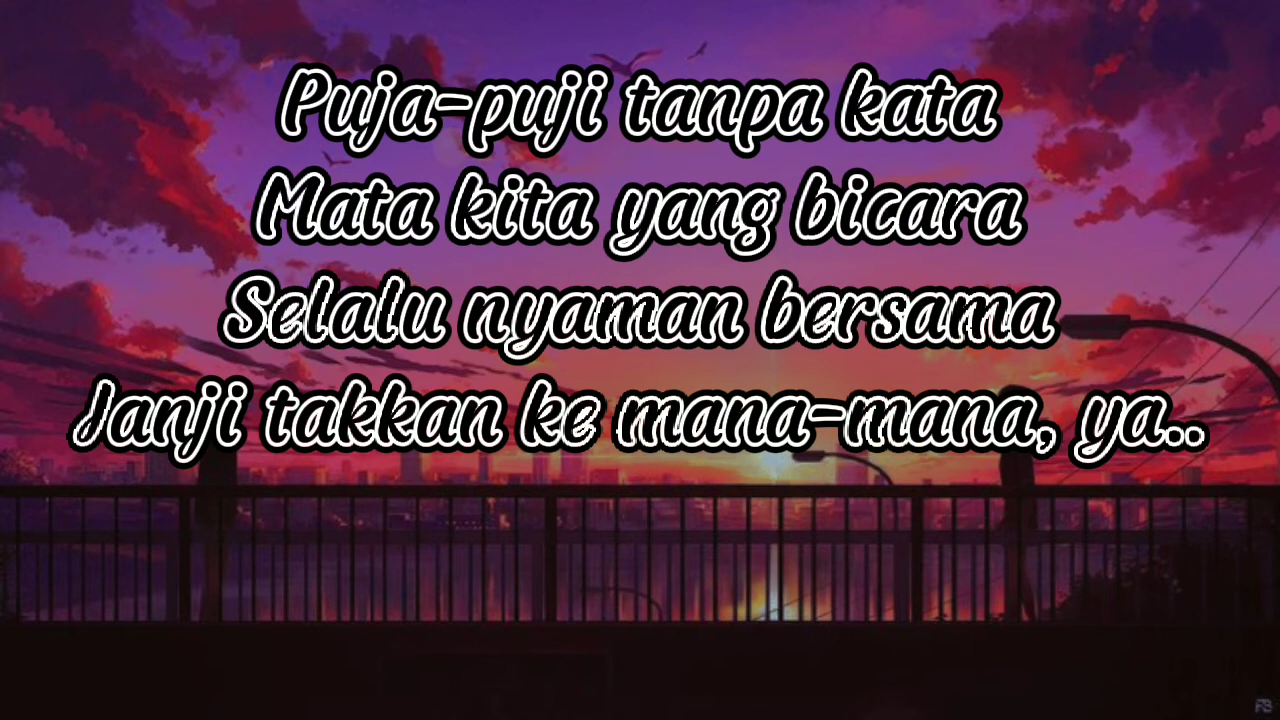 Puja-puji tanpa kata
Mata kita yang bicara
Selalu nyaman bersama
Janji takkan ke mana-mana, ya..